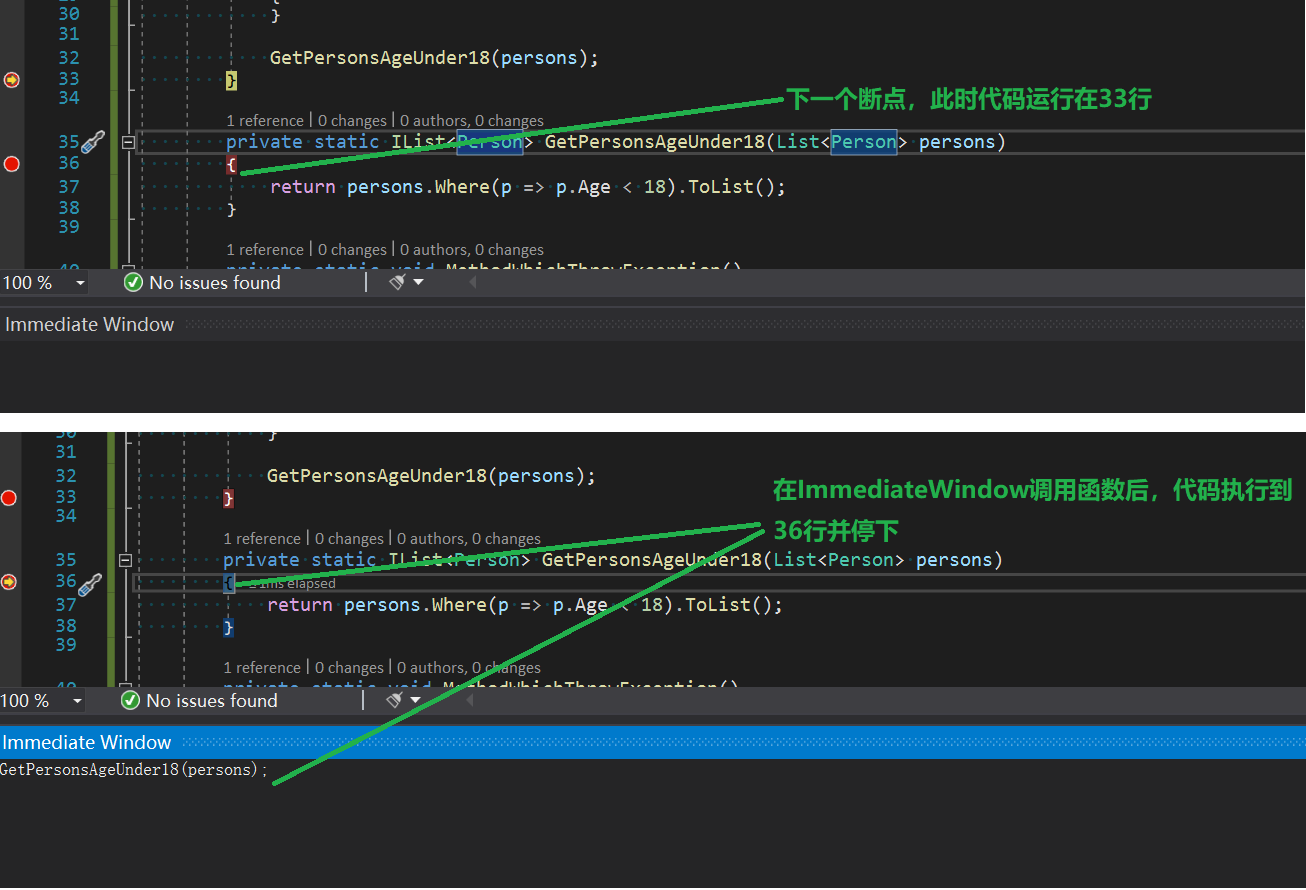 30 }
31
32 GetPersonsAgeUnder18(persons);
33 }
34
下一个断点，此时代码运行在33行
1 reference | 0 changes | 0 authors, 0 changes
35 private static IList<Person> GetPersonsAgeUnder18(List<Person> persons)
36 {
37 return persons.Where(p => p.Age < 18).ToList();
38 }
39
1 reference | 0 changes | 0 authors, 0 changes
40 private static void MethodWhichThrowException()
100 % No issues found
Immediate Window
30 }
31
32 GetPersonsAgeUnder18(persons);
33 }
34
在ImmediateWindow调用函数后，代码执行到
36行并停下
1 reference | 0 changes | 0 authors, 0 changes
35 private static IList<Person> GetPersonsAgeUnder18(List<Person> persons)
36 { 1ms elapsed
37 return persons.Where(p => p.Age < 18).ToList();
38 }
39
1 reference | 0 changes | 0 authors, 0 changes
40 private static void MethodWhichThrowException()
100 % No issues found
Immediate Window
GetPersonsAgeUnder18(persons);